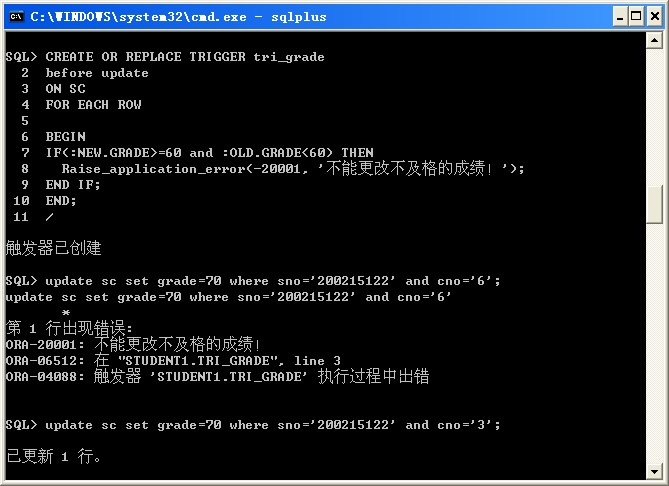 C:\WINDOWS\system32\cmd.exe - sqlplus
SQL> CREATE OR REPLACE TRIGGER tri_grade
  2  before update
  3  ON SC
  4  FOR EACH ROW
  5
  6  BEGIN
  7  IF(:NEW.GRADE>=60 and :OLD.GRADE<60) THEN
  8    Raise_application_error(-20001, '不能更改不及格的成绩!');
  9  END IF;
 10  END;
 11  /
触发器已创建
SQL> update sc set grade=70 where sno='200215122' and cno='6';
update sc set grade=70 where sno='200215122' and cno='6'
       *
第 1 行出现错误:
ORA-20001: 不能更改不及格的成绩!
ORA-06512: 在 "STUDENT1.TRI_GRADE", line 3
ORA-04088: 触发器 'STUDENT1.TRI_GRADE' 执行过程中出错
SQL> update sc set grade=70 where sno='200215122' and cno='3';
已更新 1 行。